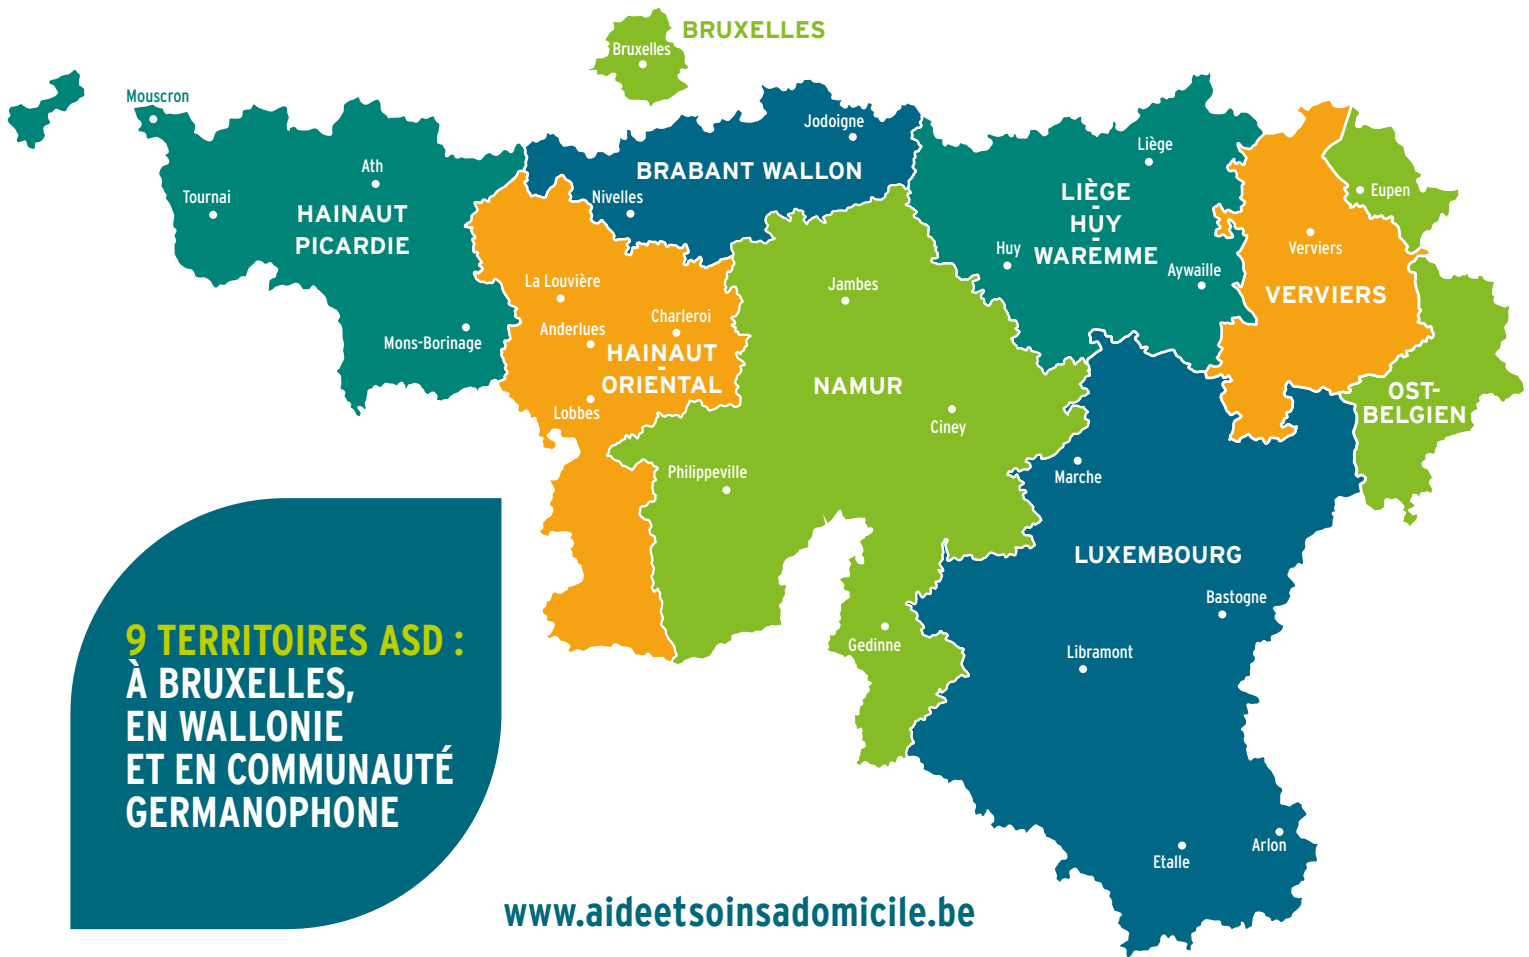 BRUXELLES
Bruxelles
Mouscron
Ath
Tournai
HAINAUT
PICARDIE
Mons-Borinage
Jodoigne
BRABANT WALLON
Nivelles
La Louvière
Charleroi
Anderlues
HAINAUT
-
ORIENTAL
Lobbes
Jambes
NAMUR
Ciney
Philippeville
Gedinne
Liège
LIÈGE
-
HUY
-
WAREMME
Huy
Aywaille
Verviers
VERVIERS
Eupen
OST-
BELGIEN
Marche
LUXEMBOURG
Bastogne
Libramont
Arlon
Etalle
9 TERRITOIRES ASD :
À BRUXELLES,
EN WALLONIE
ET EN COMMUNAUTÉ
GERMANOPHONE
www.aideetsoinsadomicile.be